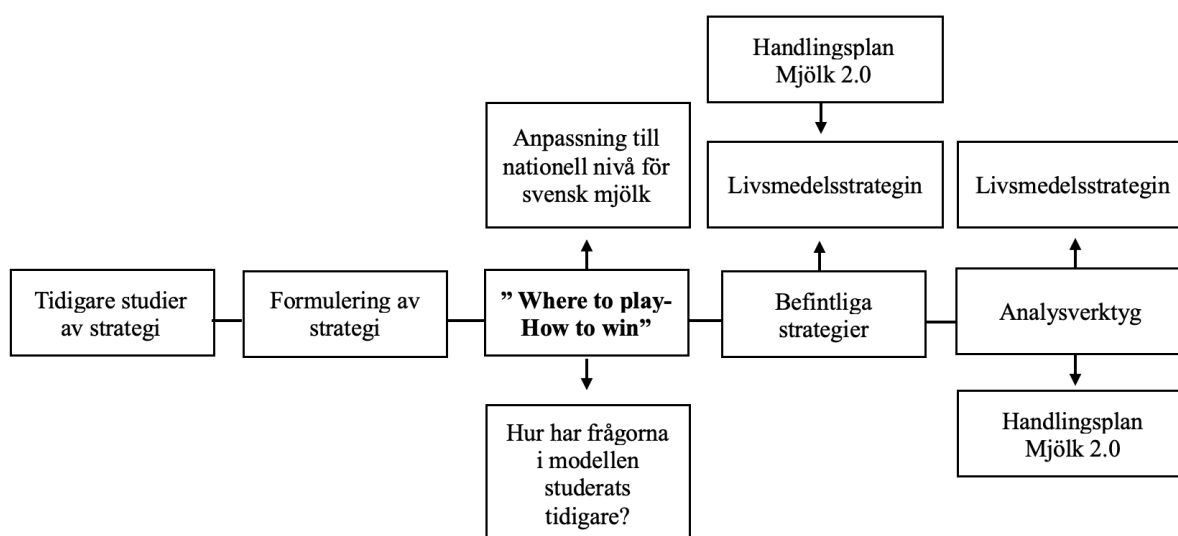 Handlingsplan
Mjölk 2.0
Anpassning till
nationell nivå för
svensk mjölk
Livsmedelsstrategin
Livsmedelsstrategin
Tidigare studier
av strategi
Formulering av
strategi
” Where to play-
How to win”
Befintliga
strategier
Analysverktyg
Hur har frågorna
i modellen
studerats
tidigare?
Handlingsplan
Mjölk 2.0